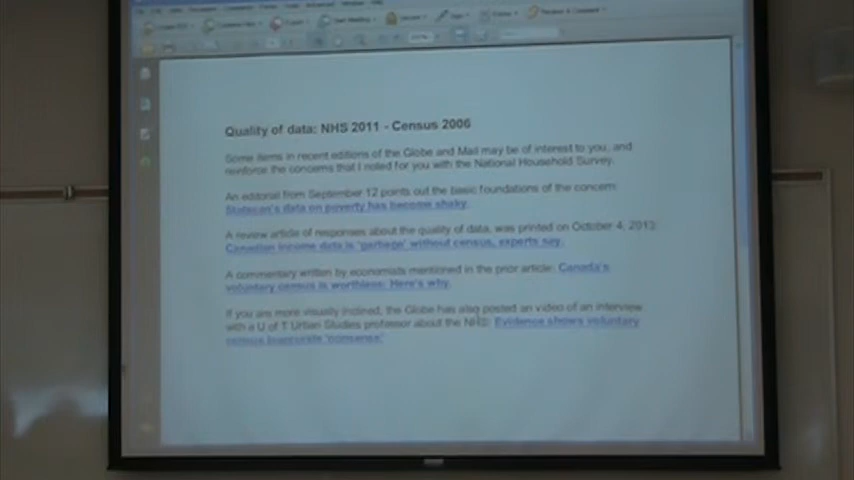 Quality of data: NHS 2011 - Census 2006
Some items in recent editions of the Globe and Mail may be of interest to you, and
reinforce the concerns that I noted for you with the National Household Survey.
An editorial from September 12 points out the basic foundations of the concern:
Statscan's data on poverty has become shaky.
A review article of responses about the quality of data, was printed on October 4, 2013:
Canadian income data is 'garbage' without census, experts say.
A commentary written by economists mentioned in the prior article: Canada's
voluntary census is worthless. Here's why.
If you are more visually inclined, the Globe has also posted an video of an interview
with a U of T Urban Studies professor about the NHS: Evidence shows voluntary
census 'nonsense.'